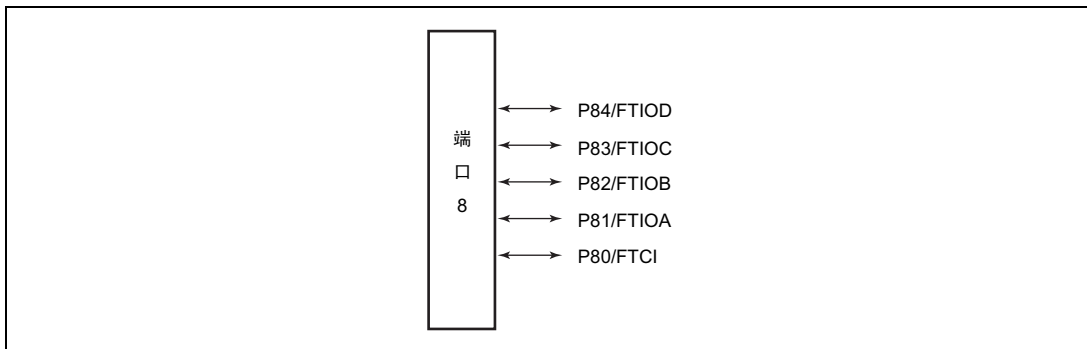 端
口
8
P84/FTIOD
P83/FTIOC
P82/FTIOB
P81/FTIOA
P80/FTCI